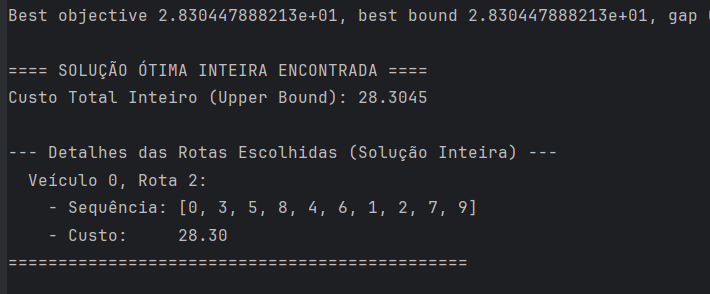 Best objective 2.830447888213e+01, best bound 2.830447888213e+01, gap
==== SOLUÇÃO ÓTIMA INTEIRA ENCONTRADA ====
Custo Total Inteiro (Upper Bound): 28.3045
--- Detalhes das Rotas Escolhidas (Solução Inteira) ---
Veículo 0, Rota 2:
- Sequência: [0, 3, 5, 8, 4, 6, 1, 2, 7, 9]
- Custo:     28.30
==============================================